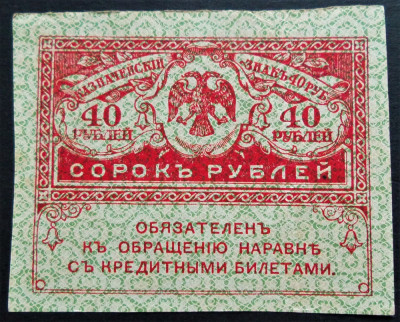 КАЗНАЧЕЙСКІЙ ЗНАКЪ 40 РУБ.
40 РУБЛЕЙ
40 РУБЛЕЙ
СОРОКЪ РУБЛЕЙ
ОБЯЗАТЕЛЕНЪ
КЪ ОБРАЩЕНІЮ НАРАВНѢ
СЪ КРЕДИТНЫМИ БИЛЕТАМИ.